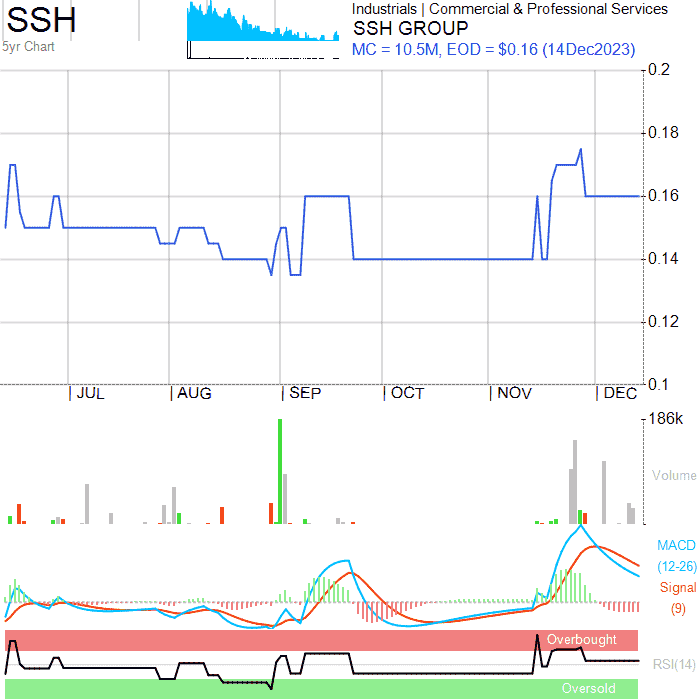 SSH
5yr Chart
Industrials | Commercial & Professional Services
SSH GROUP
MC = 10.5M, EOD = $0.16 (14Dec2023)
0.2
0.18
0.16
0.14
0.12
0.1
| JUL | AUG | SEP | OCT | NOV | DEC
186k
Volume
MACD
(12-26)
Signal
(9)
Overbought
RSI(14)
Oversold